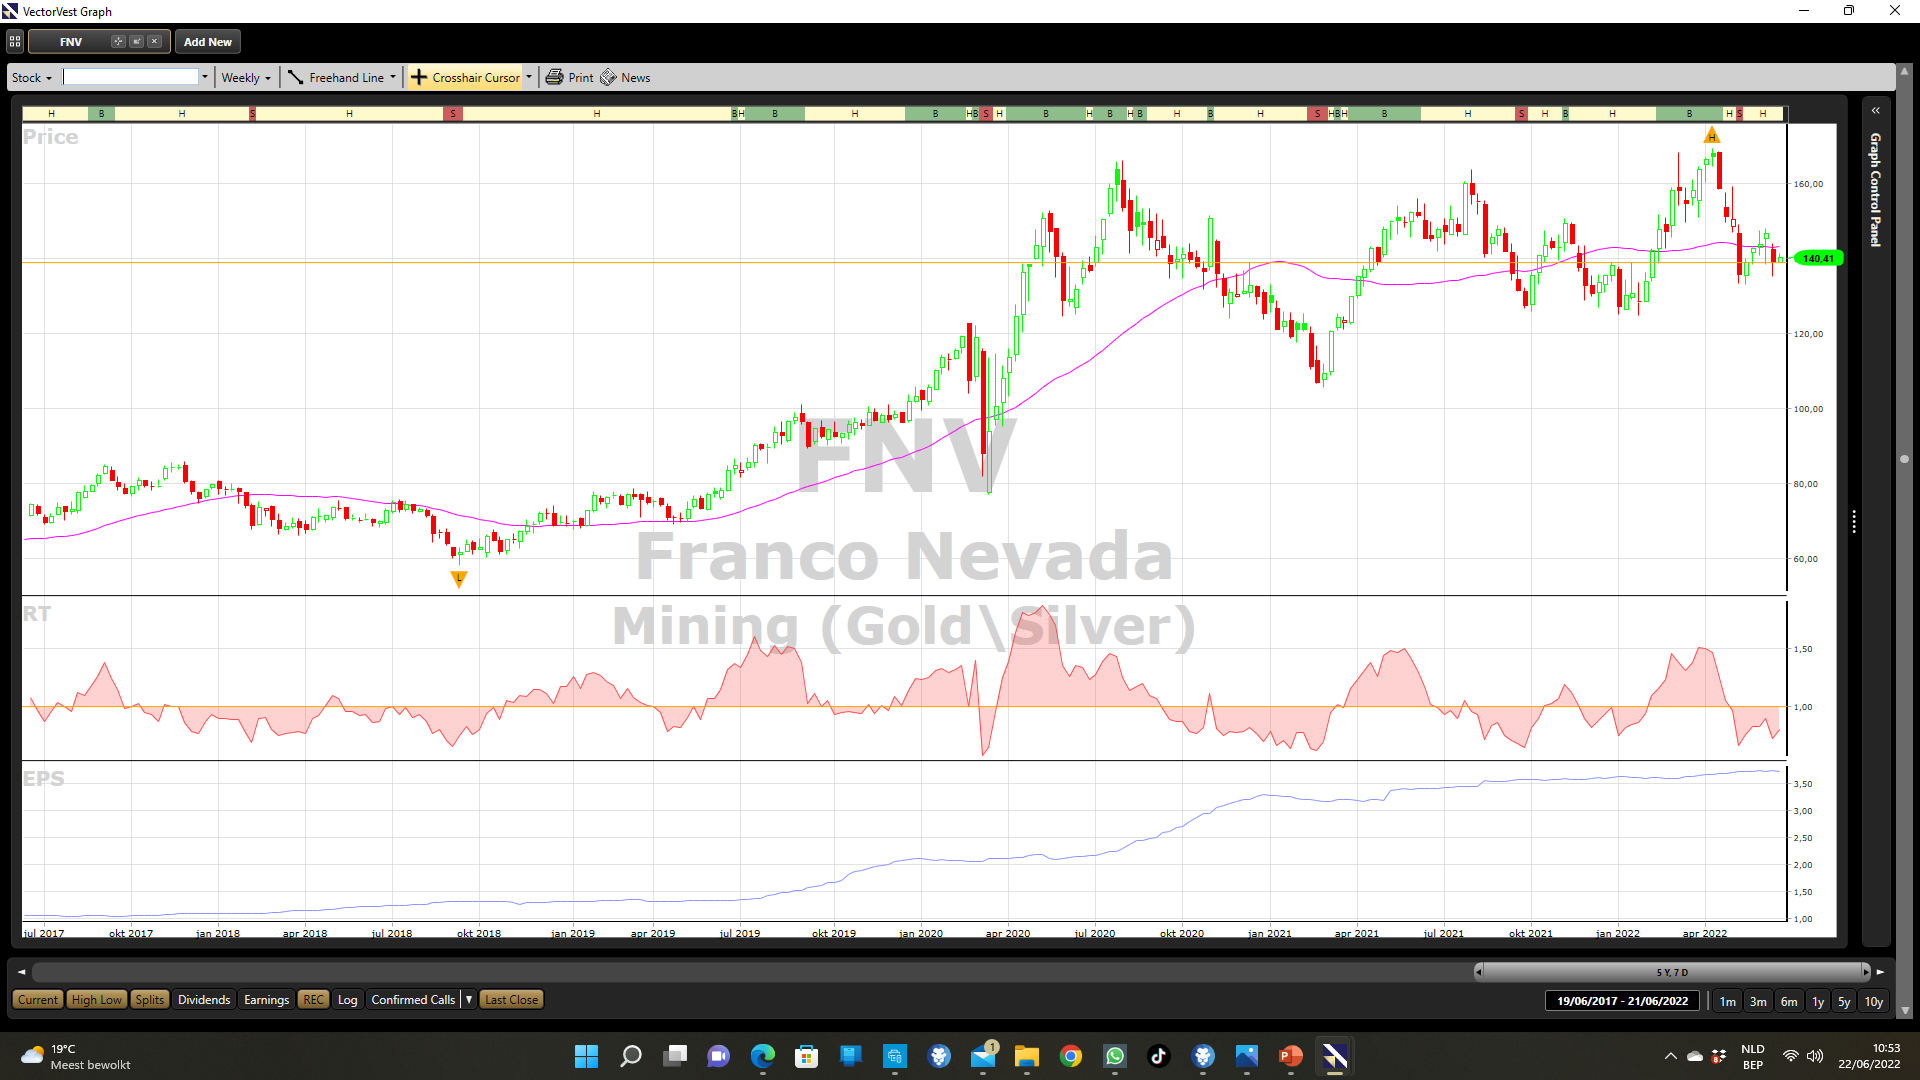 VectorVest Graph
FNV
Add New
Stock
Weekly
Freehand Line
Crosshair Cursor
Print
News
H B H S H S H BH B H B HB S H B H B H B H B H S HB H B H S H B H B H S H
Price
H
160,00
140,41
120,00
100,00
80,00
60,00
L
FNV
Franco Nevada
Mining (Gold\Silver)
RT
1,50
1,00
EPS
3,50
3,00
2,50
2,00
1,50
1,00
jul 2017 okt 2017 jan 2018 apr 2018 jul 2018 okt 2018 jan 2019 apr 2019 jul 2019 okt 2019 jan 2020 apr 2020 jul 2020 okt 2020 jan 2021 apr 2021 jul 2021 okt 2021 jan 2022 apr 2022
Graph Control Panel
5 Y, 7 D
Current High Low Splits Dividends Earnings REC Log Confirmed Calls Last Close
19/06/2017 - 21/06/2022 1m 3m 6m 1y 5y 10y
19°C
Meest bewolkt
1
NLD
BEP
10:53
22/06/2022